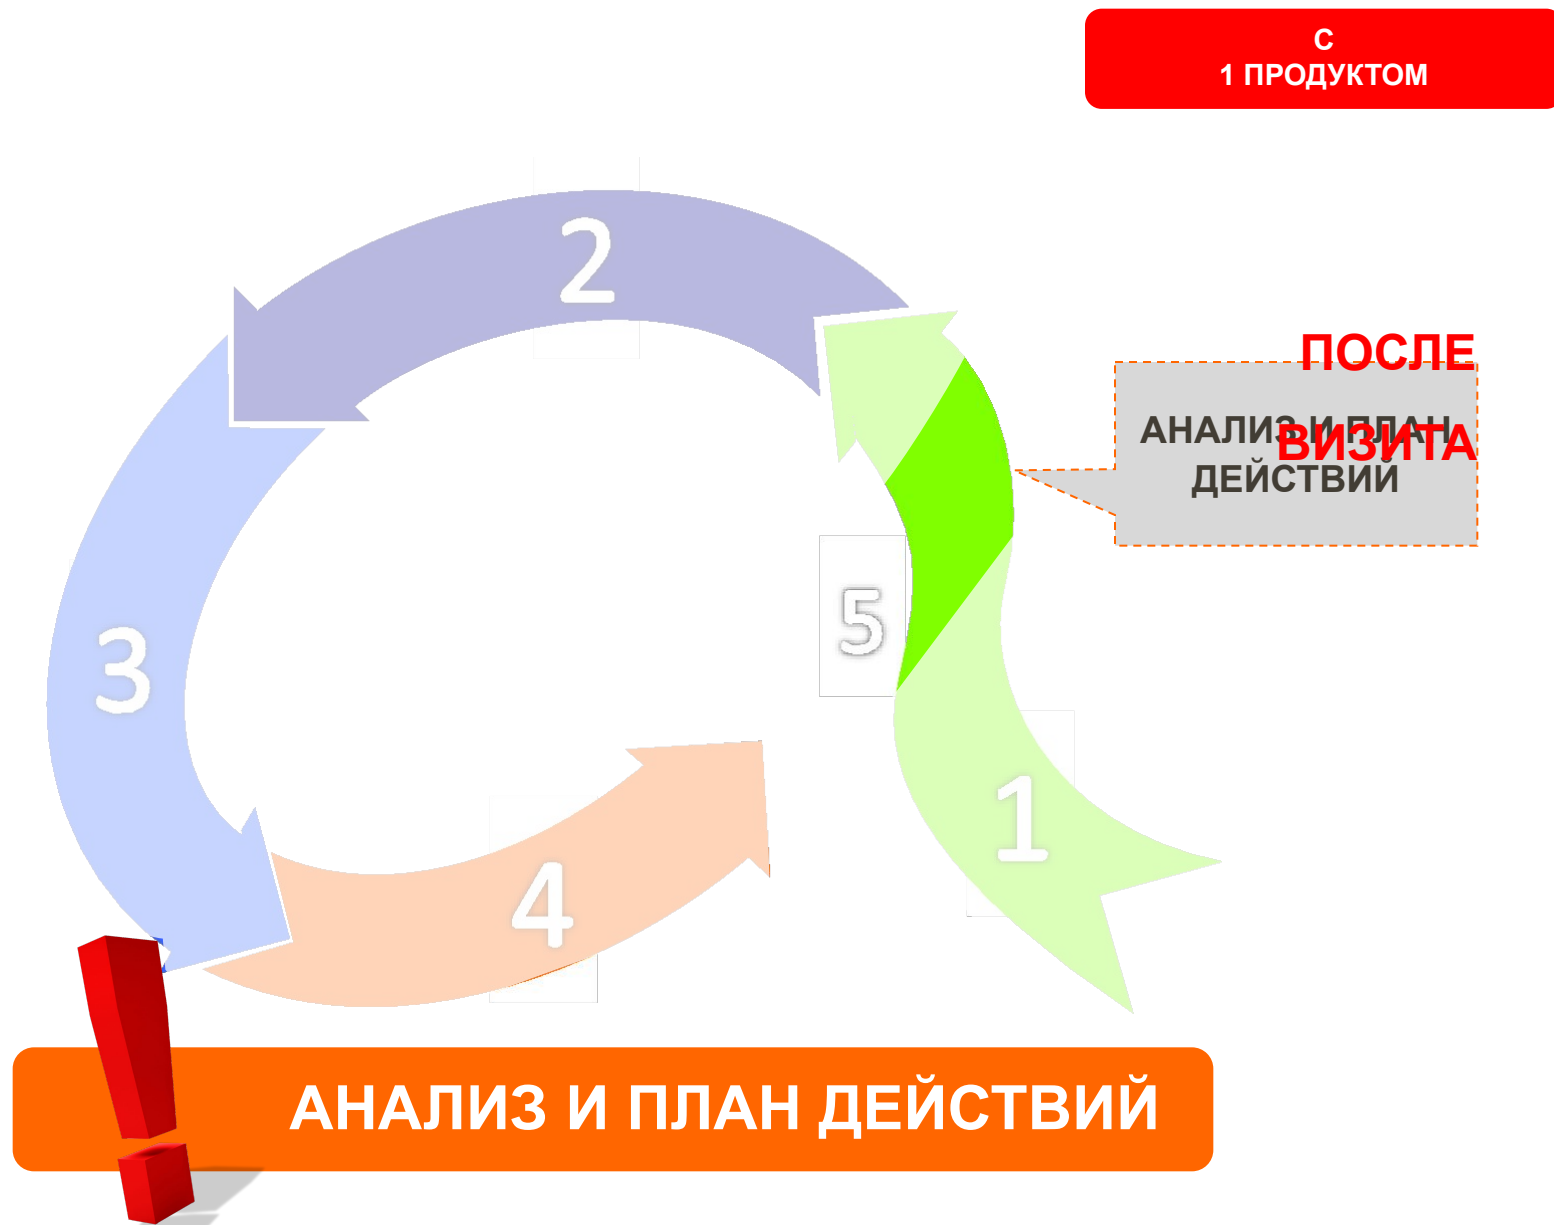 С
1 ПРОДУКТОМ
2
ПОСЛЕ
ВИЗИТА
АНАЛИЗ И ПЛАН
ДЕЙСТВИЙ
5
3
1
4
АНАЛИЗ И ПЛАН ДЕЙСТВИЙ